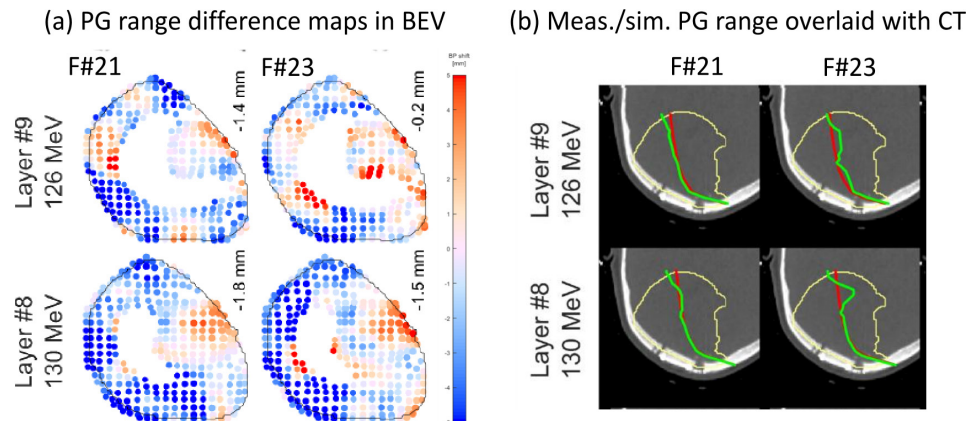 (a) PG range difference maps in BEV
(b) Meas./sim. PG range overlaid with CT
F#21
F#23
BP shift
[mm]
5
4
3
2
1
0
-1
-2
-3
-4
-5
Layer #9
126 MeV
-1.4 mm
-0.2 mm
Layer #8
130 MeV
-1.8 mm
-1.5 mm
F#21
F#23
Layer #9
126 MeV
Layer #8
130 MeV